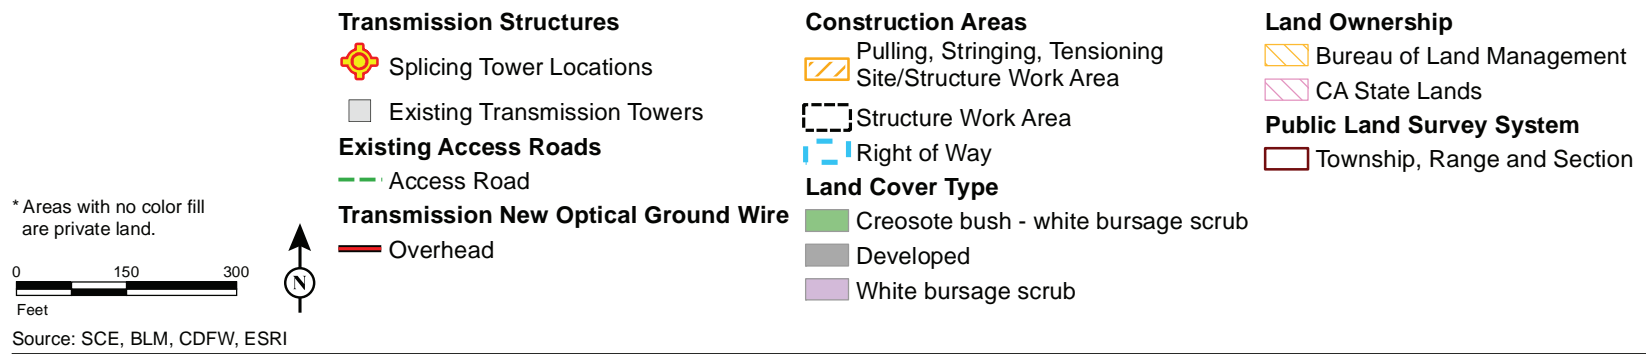 Transmission Structures
Splicing Tower Locations
Existing Transmission Towers
Existing Access Roads
Access Road
Transmission New Optical Ground Wire
Overhead
Construction Areas
Pulling, Stringing, Tensioning
Site/Structure Work Area
Structure Work Area
Right of Way
Land Cover Type
Creosote bush - white bursage scrub
Developed
White bursage scrub
Land Ownership
Bureau of Land Management
CA State Lands
Public Land Survey System
Township, Range and Section
* Areas with no color fill
are private land.
0 150 300
Feet
N
Source: SCE, BLM, CDFW, ESRI